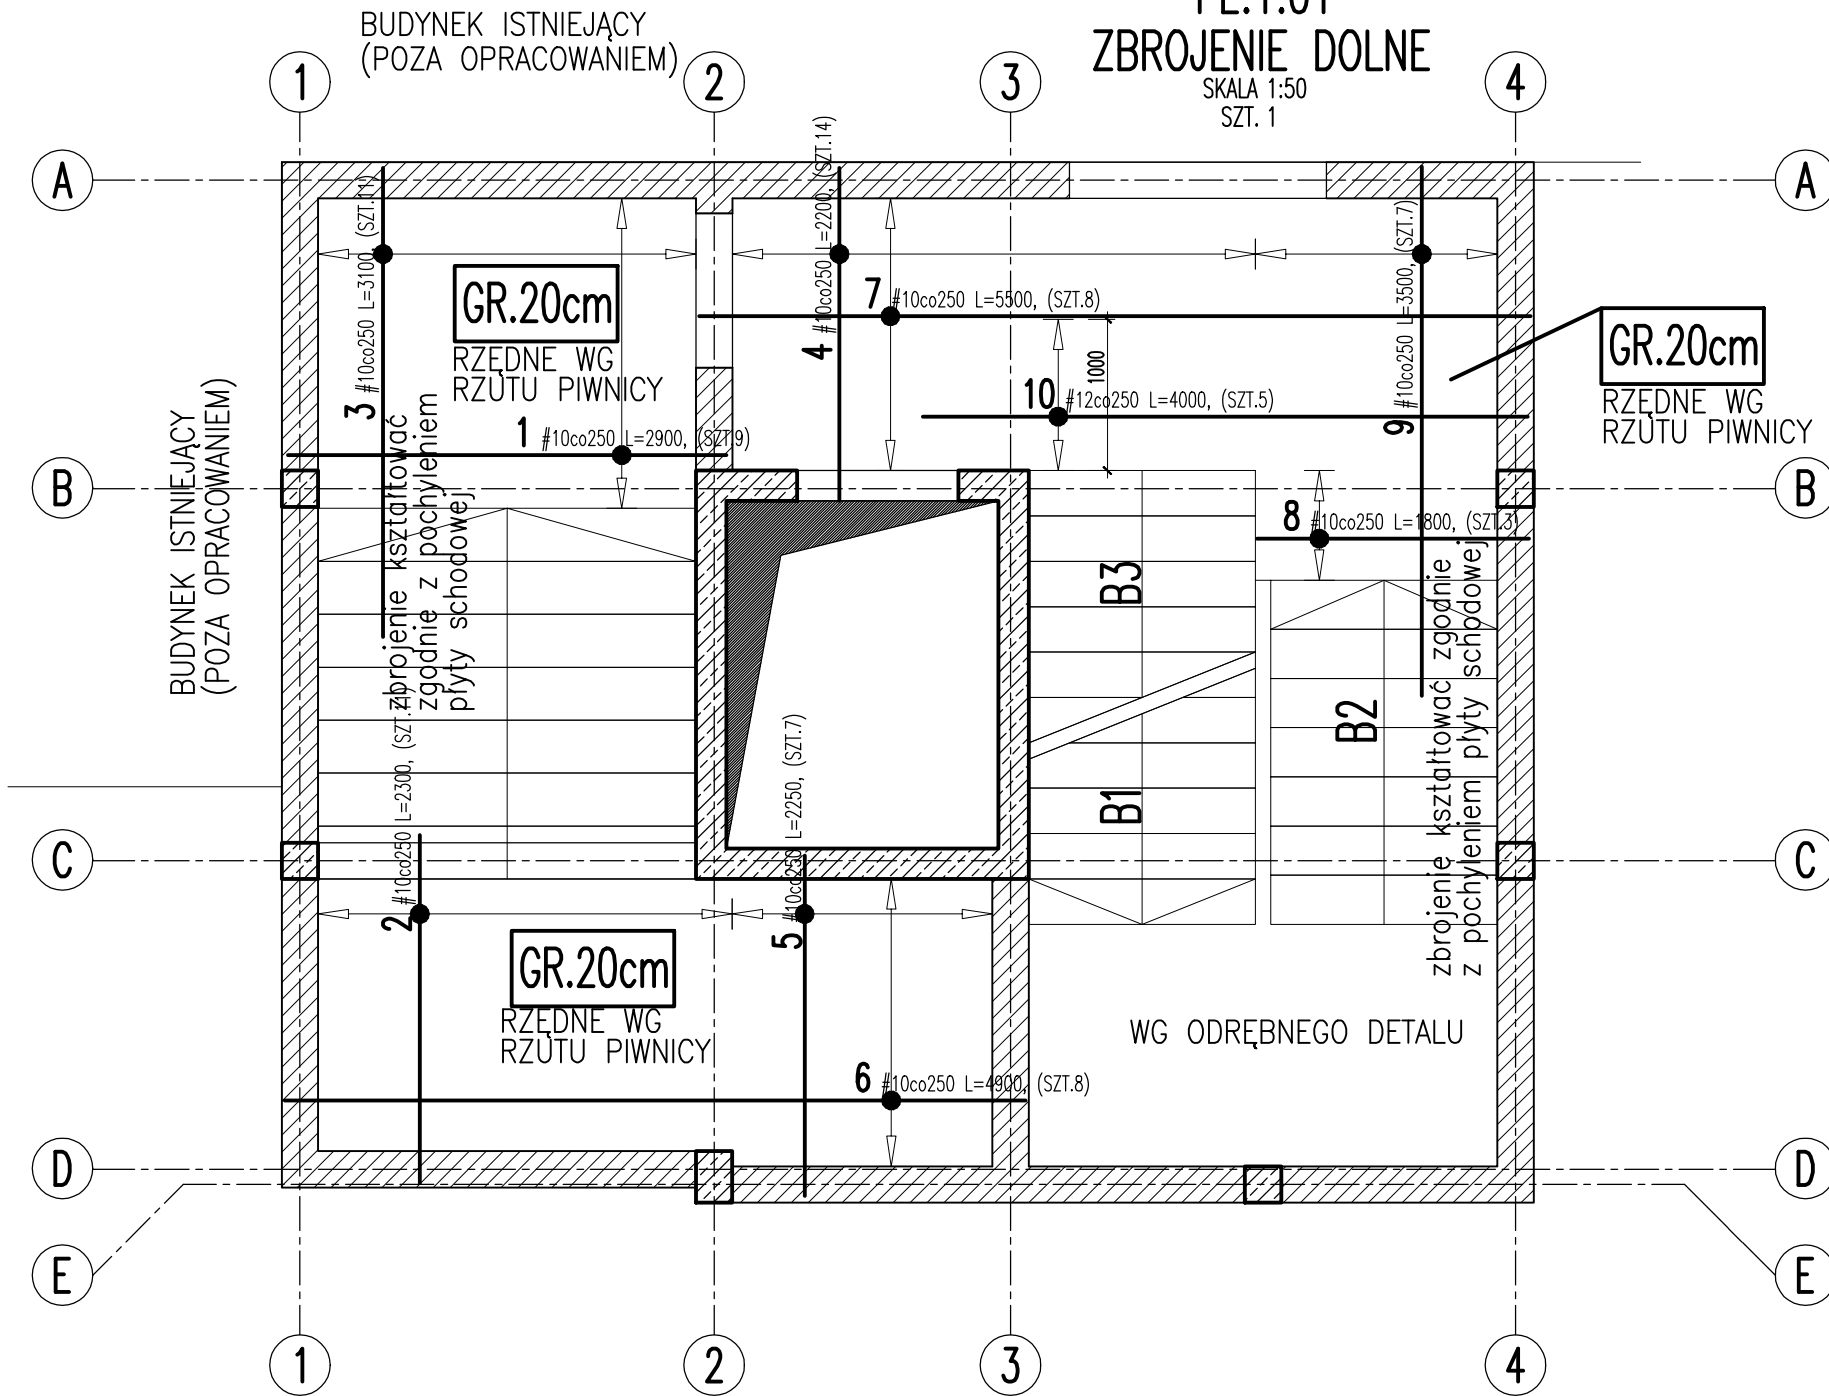 BUDYNEK ISTNIEJĄCY
(POZA OPRACOWANIEM)
ZBROJENIE DOLNE
SKALA 1:50
SZT. 1
1
2
3
4
A
A
3 #10co250 L=3100, (SZT.11)
4 #10co250 L=2200, (SZT.14)
9 #10co250 L=3500, (SZT.7)
GR.20cm
RZĘDNE WG
RZUTU PIWNICY
7 #10co250 L=5500, (SZT.8)
1000
10 #12co250 L=4000, (SZT.5)
GR.20cm
RZĘDNE WG
RZUTU PIWNICY
1 #10co250 L=2900, (SZT.9)
BUDYNEK ISTNIEJĄCY
(POZA OPRACOWANIEM)
B
B
zbrojenie kształtować
zgodnie z pochyleniem
płyty schodowej
8 #10co250 L=1800, (SZT.3)
B3
B2
B1
zbrojenie kształtować zgodnie
z pochyleniem płyty schodowej
2 #10co250 L=2300, (SZT.11)
5 #10co250 L=2250, (SZT.7)
C
C
GR.20cm
RZĘDNE WG
RZUTU PIWNICY
WG ODRĘBNEGO DETALU
6 #10co250 L=4900, (SZT.8)
D
D
E
E
1
2
3
4